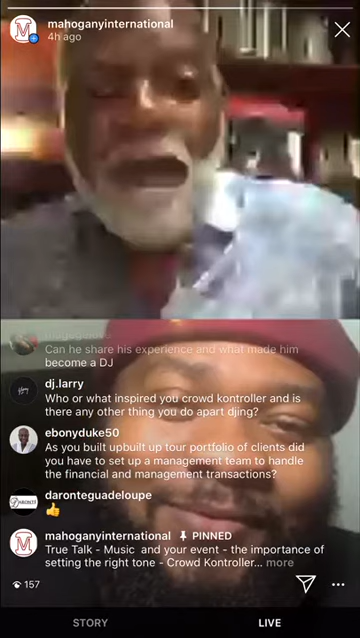 mahoganyinternational
4h ago
Can he share his experience and what made him
become a DJ
dj.larry
Who or what inspired you crowd kontroller and is
there any other thing you do apart djing?
ebonyduke50
As you built upbuilt up tour portfolio of clients did
you have to set up a management team to handle
the financial and management transactions?
daronteguadeloupe
👍
mahoganyinternational PINNED
True Talk - Music and your event - the importance of
setting the right tone - Crowd Kontroller... more
157
STORY LIVE